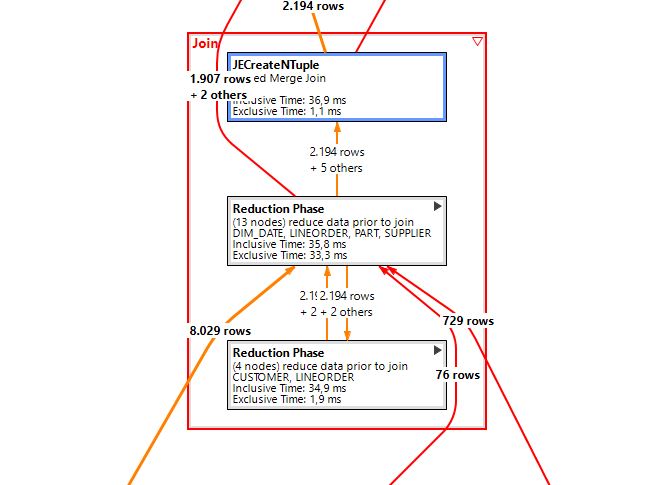 2.194 rows
Join
JECreateNTuple
1.907 rows
ed Merge Join
+ 2 others
Inclusive Time: 36,9 ms
Exclusive Time: 1,1 ms
2.194 rows
+ 5 others
Reduction Phase
(13 nodes) reduce data prior to join
DIM_DATE, LINEORDER, PART, SUPPLIER
Inclusive Time: 35,8 ms
Exclusive Time: 33,3 ms
2.19
2.194 rows
+ 2
+ 2 others
8.029 rows
729 rows
Reduction Phase
(4 nodes) reduce data prior to join
CUSTOMER, LINEORDER
Inclusive Time: 34,9 ms
Exclusive Time: 1,9 ms
76 rows